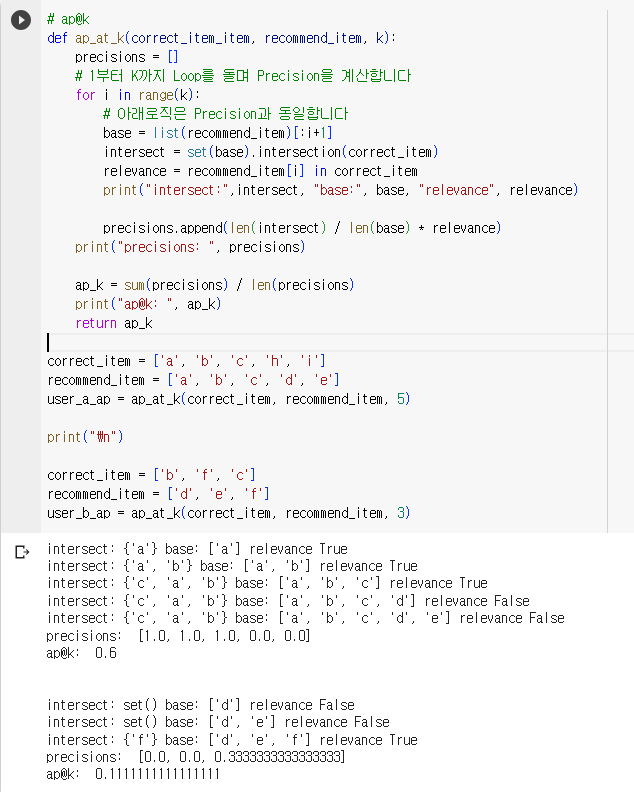 # ap@k
def ap_at_k(correct_item_item, recommend_item, k):
    precisions = []
    # 1부터 K까지 Loop를 돌며 Precision을 계산합니다
    for i in range(k):
        # 아래로직은 Precision과 동일합니다
        base = list(recommend_item)[:i+1]
        intersect = set(base).intersection(correct_item)
        relevance = recommend_item[i] in correct_item
        print("intersect:",intersect, "base:", base, "relevance", relevance)
        precisions.append(len(intersect) / len(base) * relevance)
    print("precisions: ", precisions)
    ap_k = sum(precisions) / len(precisions)
    print("ap@k: ", ap_k)
    return ap_k
correct_item = ['a', 'b', 'c', 'h', 'i']
recommend_item = ['a', 'b', 'c', 'd', 'e']
user_a_ap = ap_at_k(correct_item, recommend_item, 5)
print("₩n")
correct_item = ['b', 'f', 'c']
recommend_item = ['d', 'e', 'f']
user_b_ap = ap_at_k(correct_item, recommend_item, 3)
intersect: {'a'} base: ['a'] relevance True
intersect: {'a', 'b'} base: ['a', 'b'] relevance True
intersect: {'c', 'a', 'b'} base: ['a', 'b', 'c'] relevance True
intersect: {'c', 'a', 'b'} base: ['a', 'b', 'c', 'd'] relevance False
intersect: {'c', 'a', 'b'} base: ['a', 'b', 'c', 'd', 'e'] relevance False
precisions:  [1.0, 1.0, 1.0, 0.0, 0.0]
ap@k:  0.6
intersect: set() base: ['d'] relevance False
intersect: set() base: ['d', 'e'] relevance False
intersect: {'f'} base: ['d', 'e', 'f'] relevance True
precisions:  [0.0, 0.0, 0.3333333333333333]
ap@k:  0.1111111111111111